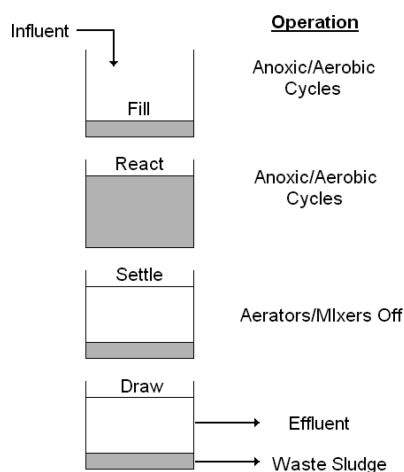 Operation
Influent
Anoxic/Aerobic
Cycles
Fill
React
Anoxic/Aerobic
Cycles
Settle
Aerators/MIxers Off
Draw
Effluent
Waste Sludge